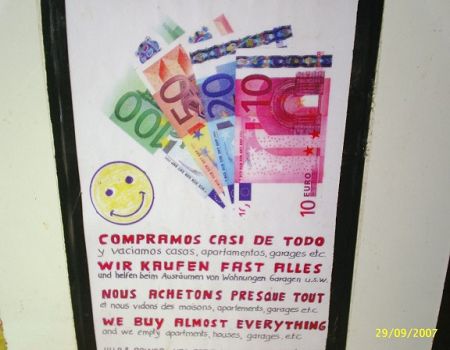 100
50
20
10
10 EURO
COMPRAMOS CASI DE TODO
y vaciamos casas, apartamentos, garages etc.
WIR KAUFEN FAST ALLES
und helfen beim Ausräumen von Wohnungen Garagen u.s.w.
NOUS ACHETONS PRESQUE TOUT
et nous vidons des maisons, apartements, garages etc.
WE BUY ALMOST EVERYTHING
and we empty apartments, houses, garages, etc.
29/09/2007